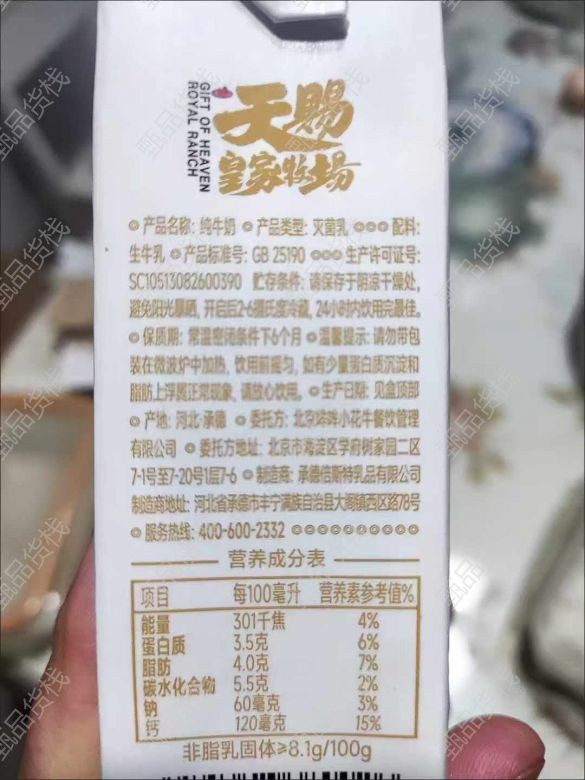 GIFT OF HEAVEN
ROYAL RANCH
天赐
皇家牧场
产品名称: 纯牛奶 产品类型: 灭菌乳 配料:
生牛乳 产品标准号: GB 25190 生产许可证号:
SC10513082600390 贮存条件: 请保存于阴凉干燥处,
避免阳光暴晒, 开启后2-6摄氏度冷藏, 24小时内饮用完最佳。
保质期: 常温密闭条件下6个月 温馨提示: 请勿带包
装在微波炉中加热, 饮用前摇匀, 如有少量蛋白质沉淀和
脂肪上浮属正常现象, 请放心饮用。 生产日期: 见盒顶部
产地: 河北·承德 委托方: 北京哞哞小花牛餐饮管理
有限公司 委托方地址: 北京市海淀区学府树家园二区
7-1号至7-20号1层7-6 制造商: 承德倍斯特乳品有限公司
制造商地址: 河北省承德市丰宁满族自治县大阁镇西区路78号
服务热线: 400-600-2332
营养成分表
项目 每100毫升 营养素参考值%
能量 301千焦 4%
蛋白质 3.5克 6%
脂肪 4.0克 7%
碳水化合物 5.5克 2%
钠 60毫克 3%
钙 120毫克 15%
非脂乳固体≥8.1g/100g
甄品货栈